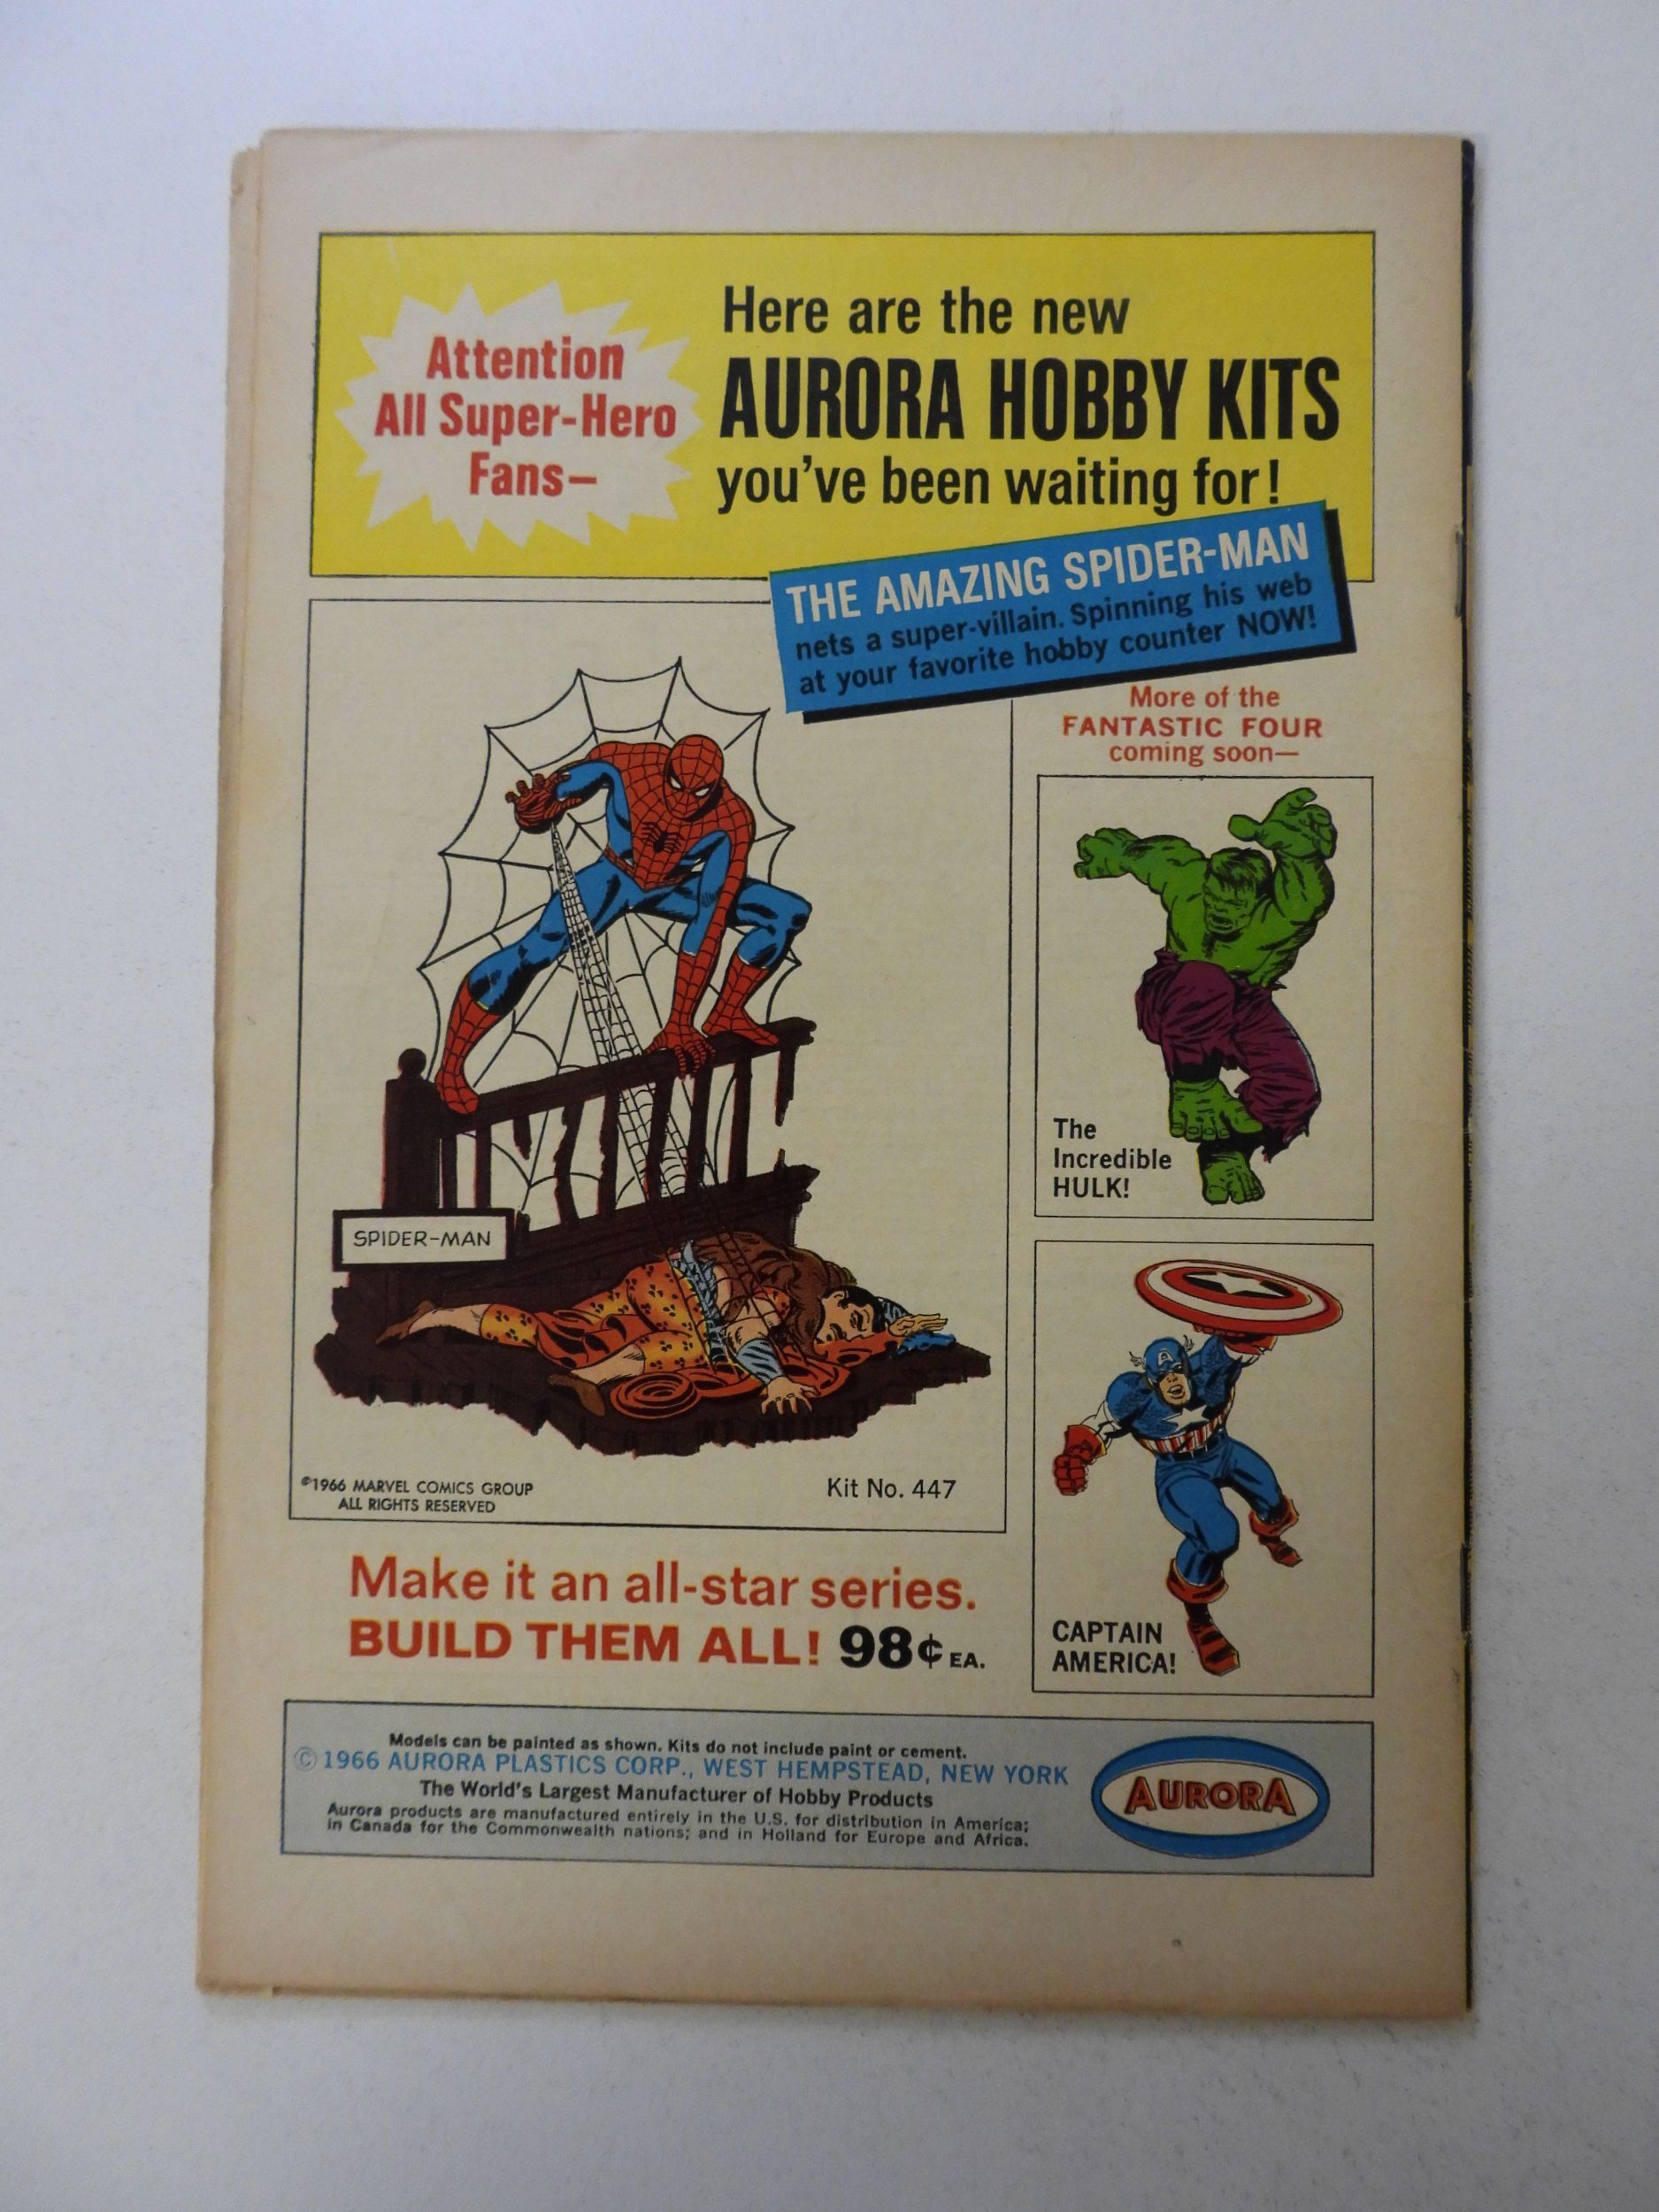 Attention
All Super-Hero
Fans—
Here are the new
AURORA HOBBY KITS
you've been waiting for!
THE AMAZING SPIDER-MAN
nets a super-villain. Spinning his web
at your favorite hobby counter NOW!
More of the
FANTASTIC FOUR
coming soon—
The
Incredible
HULK!
SPIDER-MAN
©1966 MARVEL COMICS GROUP
ALL RIGHTS RESERVED
Kit No. 447
A
CAPTAIN
AMERICA!
Make it an all-star series.
BUILD THEM ALL! 98¢ EA.
Models can be painted as shown. Kits do not include paint or cement.
© 1966 AURORA PLASTICS CORP., WEST HEMPSTEAD, NEW YORK
The World's Largest Manufacturer of Hobby Products
Aurora products are manufactured entirely in the U.S. for distribution in America;
in Canada for the Commonwealth nations; and in Holland for Europe and Africa.
AURORA